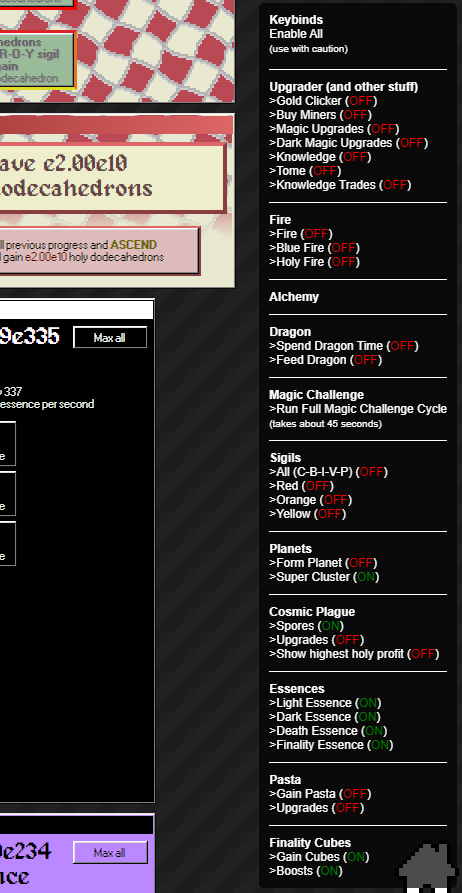 hedrons
R-O-Y sigil
gain
odecahedron
ave e2.00e10
odecahedrons
ll previous progress and ASCEND
l gain e2.00e10 holy dodecahedrons
9e335
Max all
337
essence per second
e
e
e
0e234
Max all
nce
Keybinds
Enable All
(use with caution)
Upgrader (and other stuff)
>Gold Clicker (OFF)
>Buy Miners (OFF)
>Magic Upgrades (OFF)
>Dark Magic Upgrades (OFF)
>Knowledge (OFF)
>Tome (OFF)
>Knowledge Trades (OFF)
Fire
>Fire (OFF)
>Blue Fire (OFF)
>Holy Fire (OFF)
Alchemy
Dragon
>Spend Dragon Time (OFF)
>Feed Dragon (OFF)
Magic Challenge
>Run Full Magic Challenge Cycle
(takes about 45 seconds)
Sigils
>All (C-B-I-V-P) (OFF)
>Red (OFF)
>Orange (OFF)
>Yellow (OFF)
Planets
>Form Planet (OFF)
>Super Cluster (ON)
Cosmic Plague
>Spores (ON)
>Upgrades (OFF)
>Show highest holy profit (OFF)
Essences
>Light Essence (ON)
>Dark Essence (ON)
>Death Essence (ON)
>Finality Essence (ON)
Pasta
>Gain Pasta (OFF)
>Upgrades (OFF)
Finality Cubes
>Gain Cubes (ON)
>Boosts (ON)